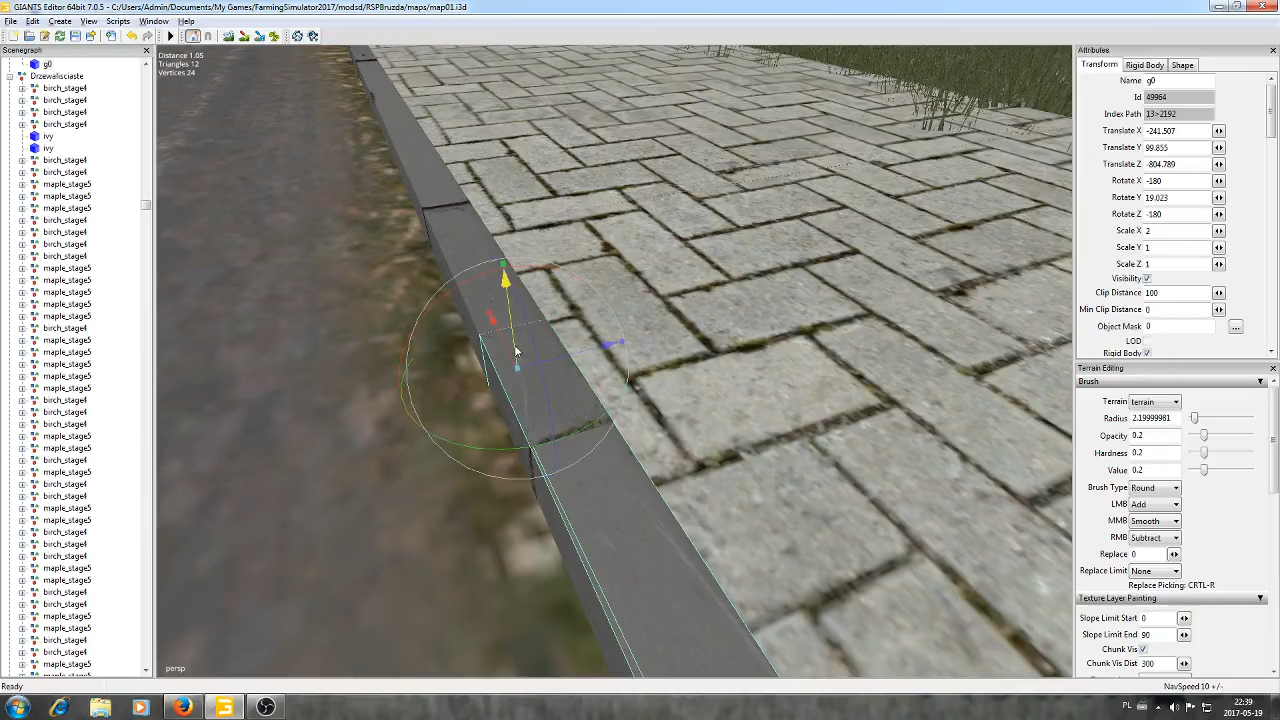 GIANTS Editor 64bit 7.0.5 - C:/Users/Admin/Documents/My Games/FarmingSimulator2017/modsd/RSPBruzda/maps/map01.i3d
File Edit Create View Scripts Window Help
Scenegraph
g0
Drzewalisciaste
birch_stage4
birch_stage4
birch_stage4
birch_stage4
ivy
ivy
birch_stage4
birch_stage4
maple_stage5
maple_stage5
maple_stage5
birch_stage4
birch_stage4
birch_stage4
birch_stage4
maple_stage5
maple_stage5
maple_stage5
maple_stage5
maple_stage5
birch_stage4
maple_stage5
maple_stage5
maple_stage5
maple_stage5
birch_stage4
birch_stage4
birch_stage4
maple_stage5
maple_stage5
birch_stage4
maple_stage5
birch_stage4
birch_stage4
maple_stage5
maple_stage5
maple_stage5
birch_stage4
birch_stage4
maple_stage5
birch_stage4
maple_stage5
maple_stage5
birch_stage4
maple_stage5
birch_stage4
maple_stage5
Distance 1.05
Triangles 12
Vertices 24
persp
Attributes
Transform Rigid Body Shape
Name g0
Id 49964
Index Path 13>2192
Translate X -241.507
Translate Y 99.855
Translate Z -804.789
Rotate X -180
Rotate Y 19.023
Rotate Z -180
Scale X 2
Scale Y 1
Scale Z 1
Visibility
Clip Distance 100
Min Clip Distance 0
Object Mask 0 ...
LOD
Rigid Body
Terrain Editing
Brush
Terrain terrain
Radius 2.19999981
Opacity 0.2
Hardness 0.2
Value 0.2
Brush Type Round
LMB Add
MMB Smooth
RMB Subtract
Replace 0
Replace Limit None
Replace Picking: CRTL-R
Texture Layer Painting
Slope Limit Start 0
Slope Limit End 90
Chunk Vis
Chunk Vis Dist 300
Ready
NavSpeed 10 +/-
PL
22:39
2017-05-19